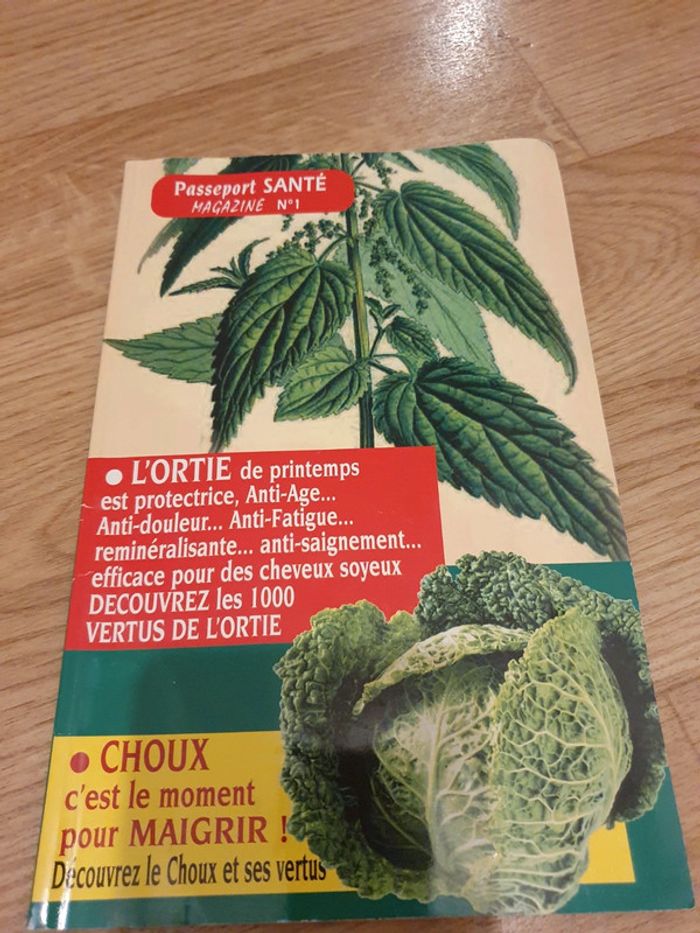 Passeport SANTÉ
MAGAZINE N°1
● L'ORTIE de printemps
est protectrice, Anti-Age...
Anti-douleur... Anti-Fatigue...
reminéralisante... anti-saignement...
efficace pour des cheveux soyeux
DECOUVREZ les 1000
VERTUS DE L'ORTIE
● CHOUX
c'est le moment
pour MAIGRIR !
Découvrez le Choux et ses vertus